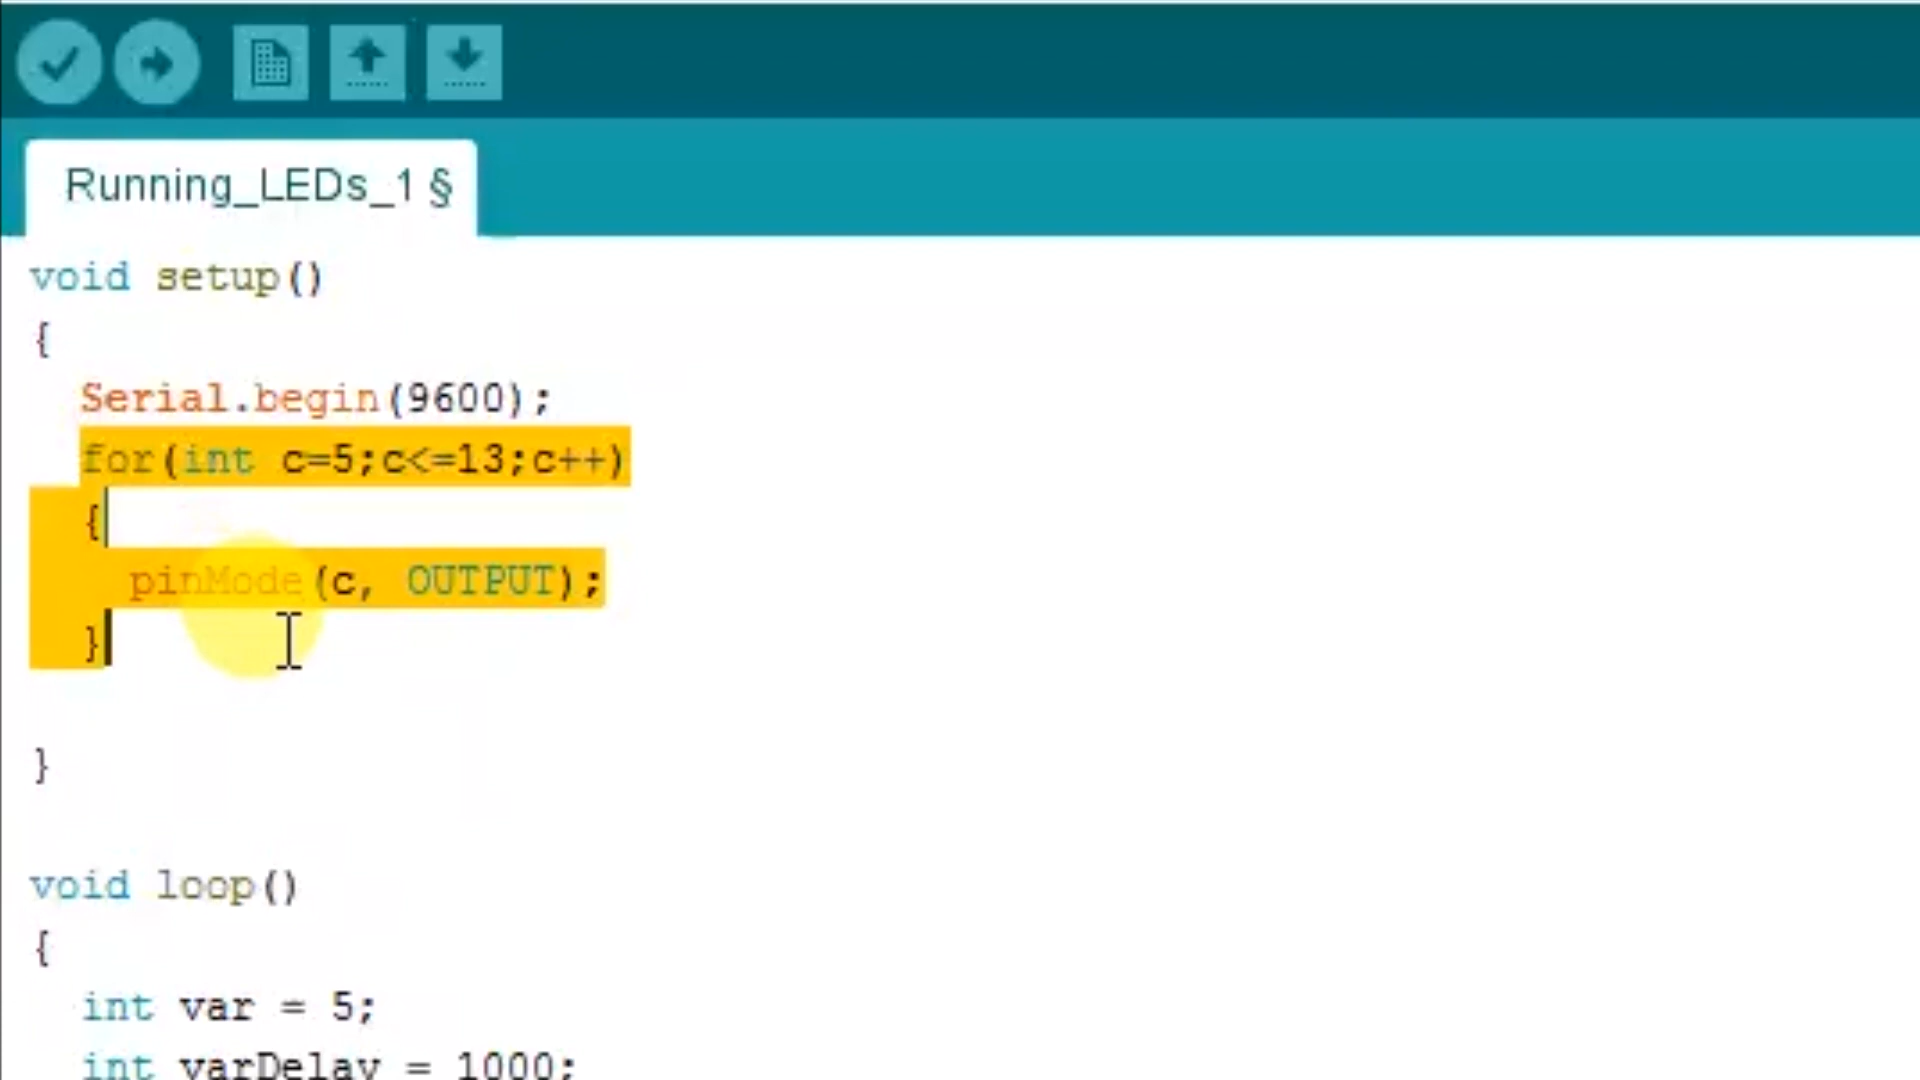 Running_LEDs_1 §
void setup()
{
Serial.begin(9600);
for(int c=5;c<=13;c++)
{
pinMode(c, OUTPUT);
}
}
void loop()
{
int var = 5;
int varDelay = 1000;